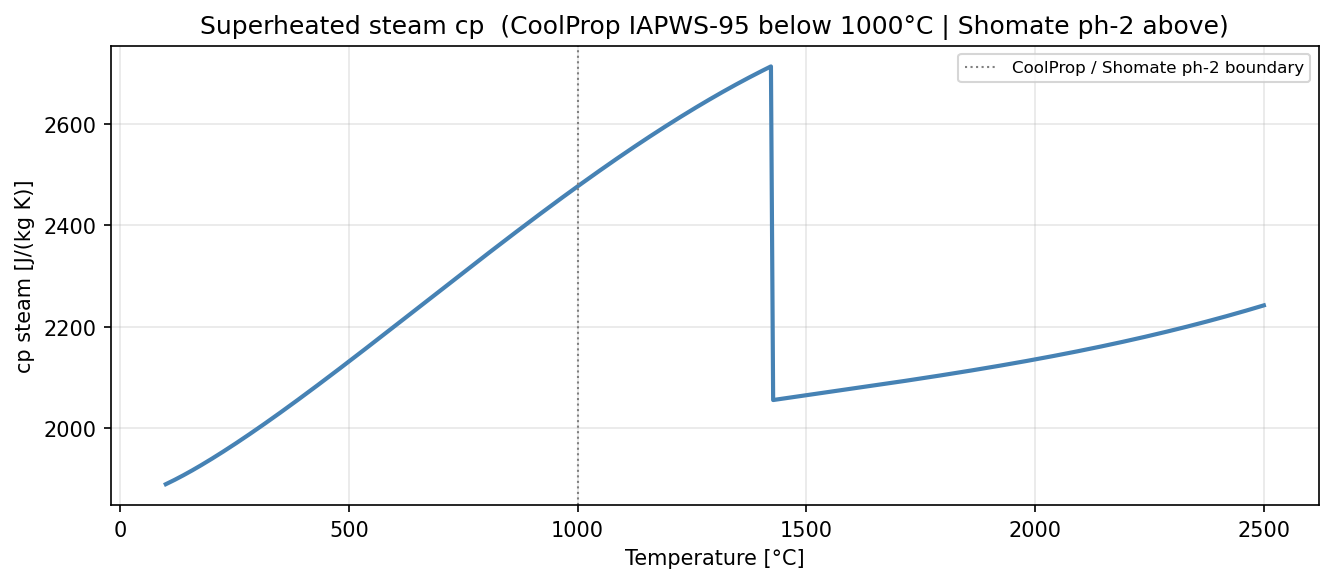 Superheated steam cp  (CoolProp IAPWS-95 below 1000°C | Shomate ph-2 above)
CoolProp / Shomate ph-2 boundary
cp steam [J/(kg K)]
2600
2400
2200
2000
0
500
1000
1500
2000
2500
Temperature [°C]